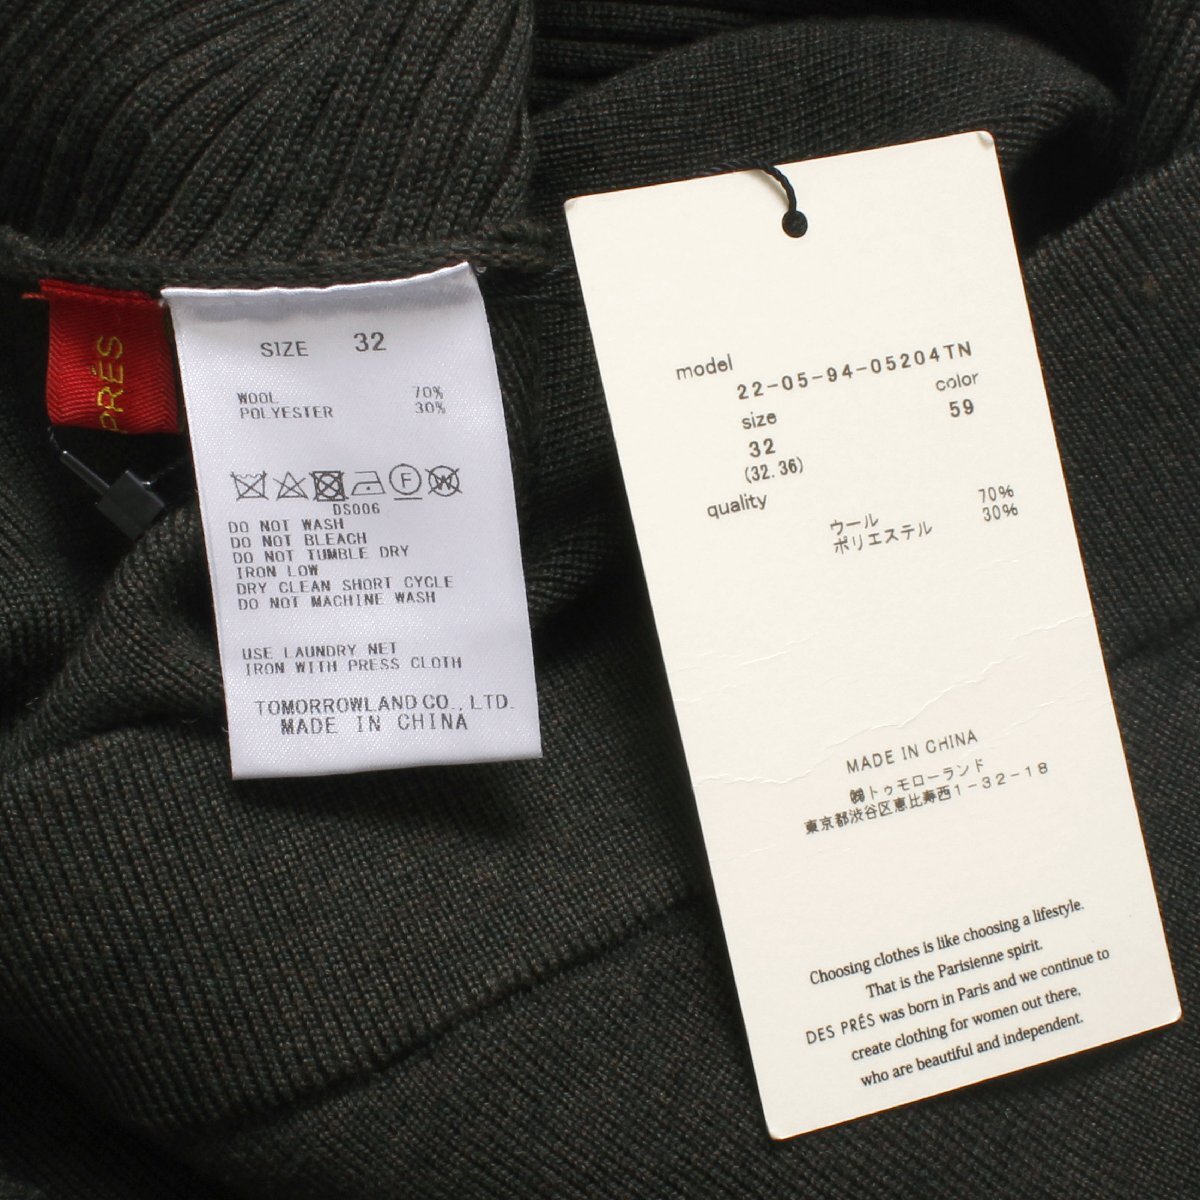 PRÉS
SIZE 32
WOOL 70%
POLYESTER 30%
F W
DS006
DO NOT WASH
DO NOT BLEACH
DO NOT TUMBLE DRY
IRON LOW
DRY CLEAN SHORT CYCLE
DO NOT MACHINE WASH
USE LAUNDRY NET
IRON WITH PRESS CLOTH
TOMORROWLAND CO., LTD.
MADE IN CHINA
model
22-05-94-05204TN
size color
32 59
(32.36)
quality
ウール 70%
ポリエステル 30%
MADE IN CHINA
㈱トゥモローランド
東京都渋谷区恵比寿西1-32-18
Choosing clothes is like choosing a lifestyle.
That is the Parisienne spirit.
DES PRÉS was born in Paris and we continue to
create clothing for women out there,
who are beautiful and independent.